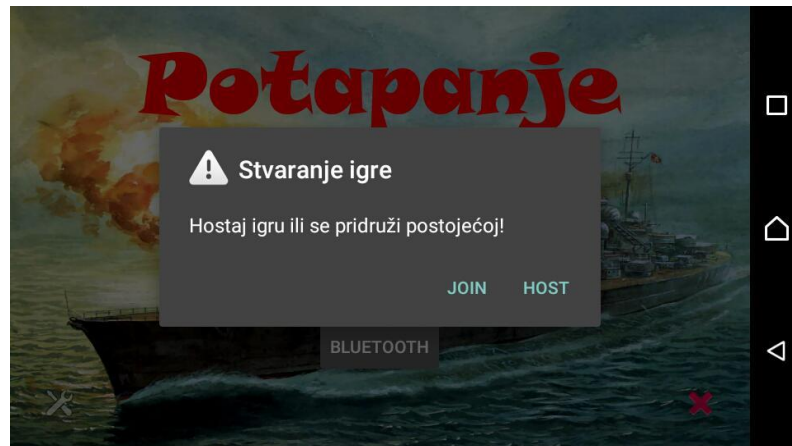 Potapanje
Stvaranje igre
Hostaj igru ili se pridruži postojećoj!
JOIN HOST
BLUETOOTH